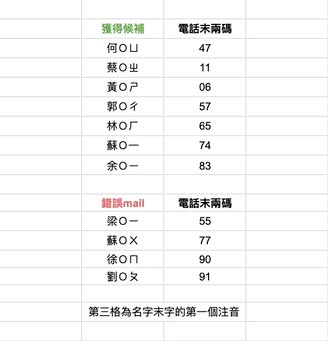 獲得候補 電話末兩碼
何Oㄩ 47
蔡Oㄓ 11
黃Oㄕ 06
郭Oㄔ 57
林Oㄏ 65
蘇Oㄧ 74
余Oㄧ 83
錯誤mail 電話末兩碼
梁Oㄧ 55
蘇Oㄨ 77
徐Oㄇ 90
劉Oㄆ 91
第三格為名字末字的第一個注音